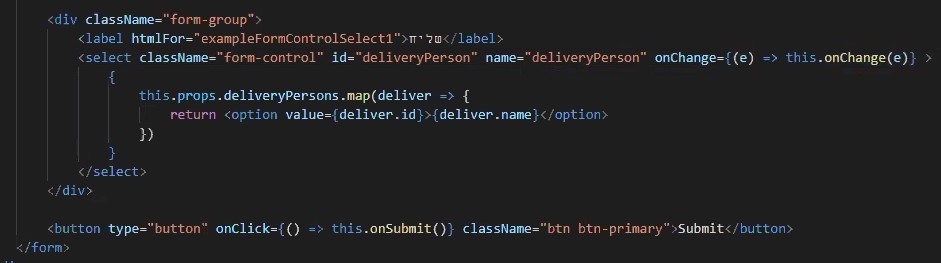 <div className="form-group">
<label htmlFor="exampleFormControlSelect1">שליח</label>
<select className="form-control" id="deliveryPerson" name="deliveryPerson" onChange={(e) => this.onChange(e)} >
{
this.props.deliveryPersons.map(deliver => {
return <option value={deliver.id}>{deliver.name}</option>
})
}
</select>
</div>
<button type="button" onClick={() => this.onSubmit()} className="btn btn-primary">Submit</button>
</form>